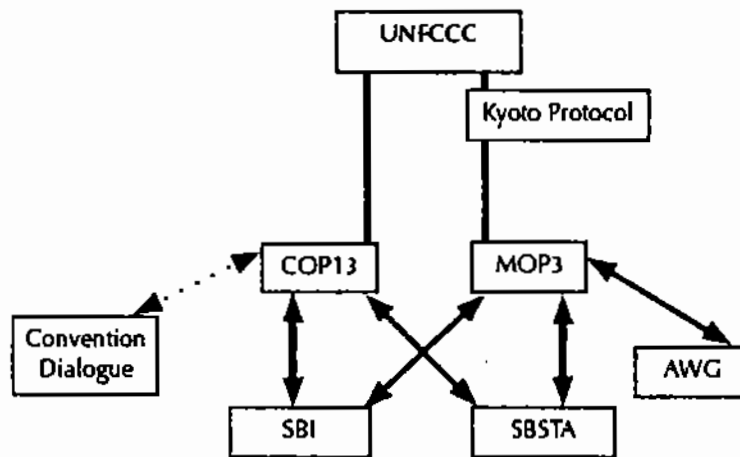 UNFCCC
Kyoto Protocol
COP13
MOP3
Convention
Dialogue
AWG
SBI
SBSTA